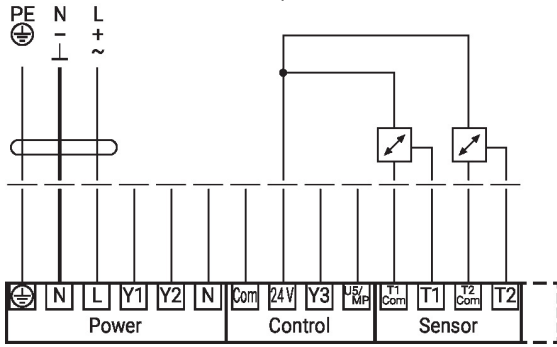 PE N L
− +
⊥ ~
N L Y1 Y2 N Com 24V Y3 U5/MP T1 Com T1 T2 Com T2
Power Control Sensor